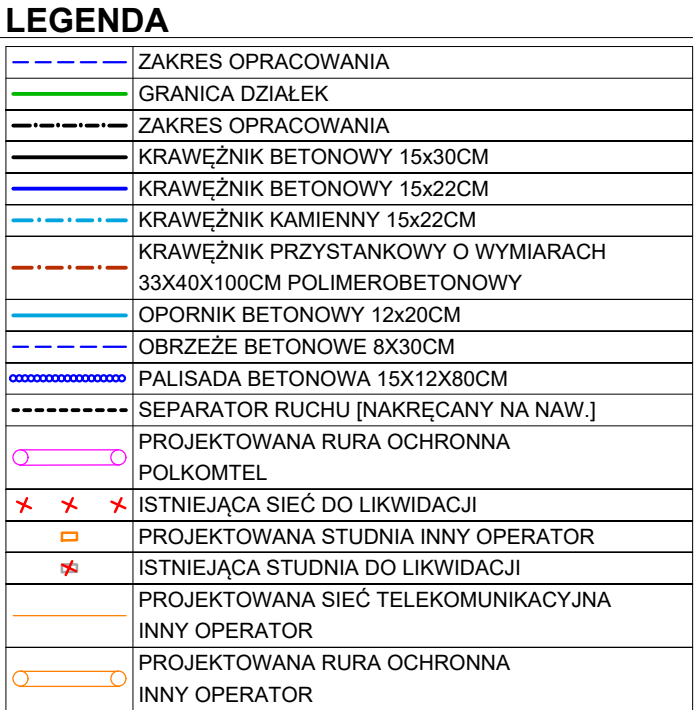 LEGENDA
ZAKRES OPRACOWANIA
GRANICA DZIAŁEK
ZAKRES OPRACOWANIA
KRAWĘŻNIK BETONOWY 15x30CM
KRAWĘŻNIK BETONOWY 15x22CM
KRAWĘŻNIK KAMIENNY 15x22CM
KRAWĘŻNIK PRZYSTANKOWY O WYMIARACH
33X40X100CM POLIMEROBETONOWY
OPORNIK BETONOWY 12x20CM
OBRZEŻE BETONOWE 8X30CM
PALISADA BETONOWA 15X12X80CM
SEPARATOR RUCHU [NAKRĘCANY NA NAW.]
PROJEKTOWANA RURA OCHRONNA
POLKOMTEL
ISTNIEJĄCA SIEĆ DO LIKWIDACJI
PROJEKTOWANA STUDNIA INNY OPERATOR
ISTNIEJĄCA STUDNIA DO LIKWIDACJI
PROJEKTOWANA SIEĆ TELEKOMUNIKACYJNA
INNY OPERATOR
PROJEKTOWANA RURA OCHRONNA
INNY OPERATOR